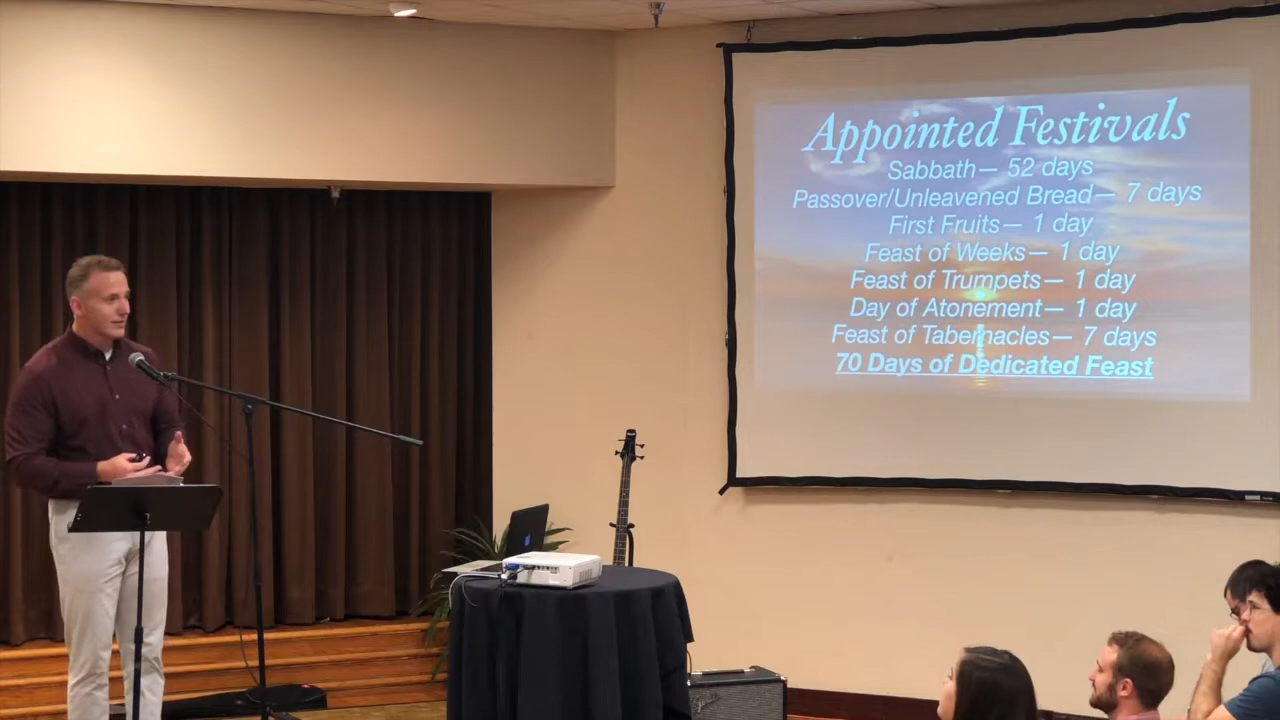 Appointed Festivals
Sabbath— 52 days
Passover/Unleavened Bread— 7 days
First Fruits— 1 day
Feast of Weeks— 1 day
Feast of Trumpets— 1 day
Day of Atonement— 1 day
Feast of Tabernacles— 7 days
70 Days of Dedicated Feast